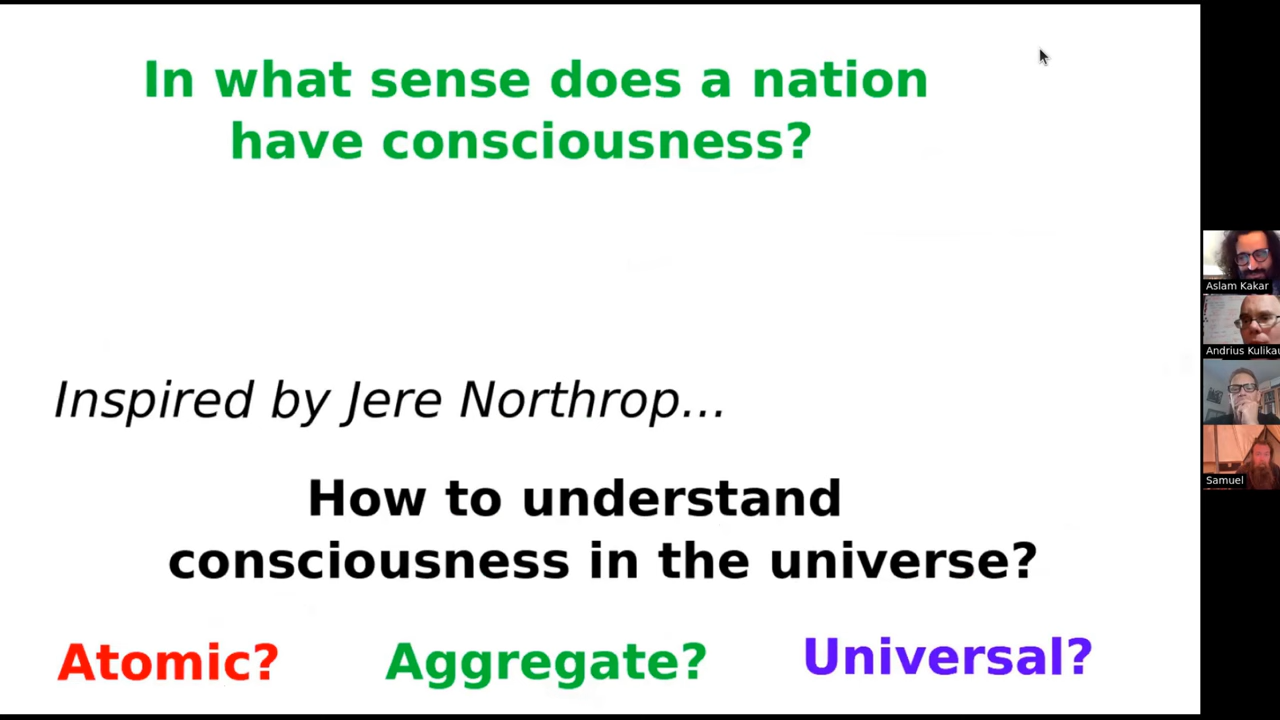 In what sense does a nation
have consciousness?
Inspired by Jere Northrop...
How to understand
consciousness in the universe?
Atomic? Aggregate? Universal?
Aslam Kakar
Andrius Kulikau
Samuel